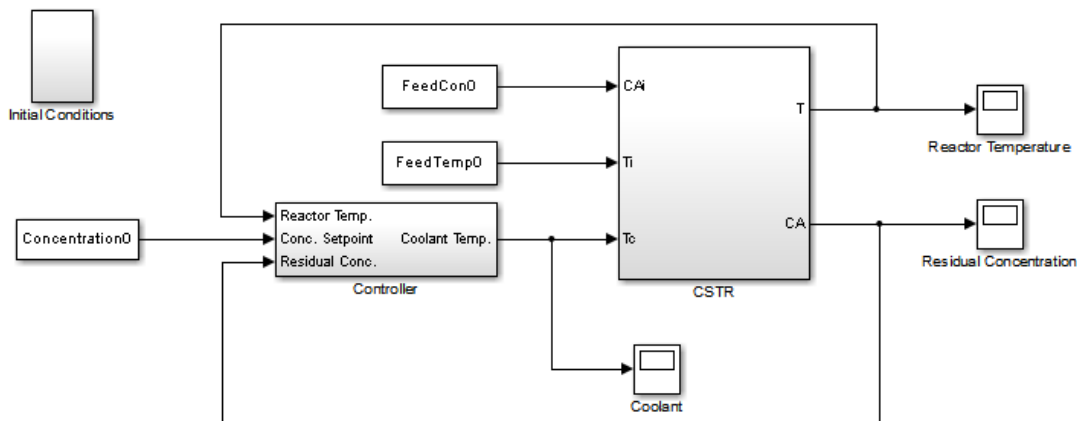 Initial Conditions
FeedCon0
FeedTemp0
Concentration0
Reactor Temp.
Conc. Setpoint
Residual Conc.
Coolant Temp.
Controller
CAi
Ti
Tc
T
CA
CSTR
Reactor Temperature
Residual Concentration
Coolant